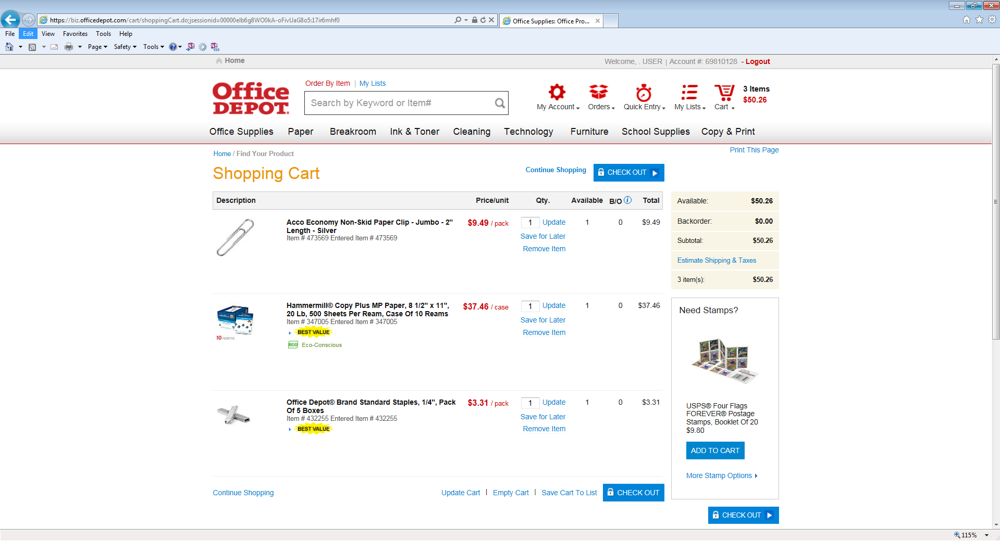 https://biz.officedepot.com/cart/shoppingCart.do;jsessionid=00000elb6g8WO0kA-oFivUaG8o5:17ir6mhf0
Office Supplies: Office Pro...
File Edit View Favorites Tools Help
Page Safety Tools
Home
Welcome, . USER | Account #: 69810128 - Logout
Office DEPOT.
Order By Item | My Lists
Search by Keyword or Item#
My Account Orders Quick Entry My Lists Cart
3 Items
$50.26
Office Supplies Paper Breakroom Ink & Toner Cleaning Technology Furniture School Supplies Copy & Print
Home / Find Your Product
Print This Page
Shopping Cart
Continue Shopping
CHECK OUT
Description Price/unit Qty. Available B/O Total
Acco Economy Non-Skid Paper Clip - Jumbo - 2" Length - Silver
Item # 473569 Entered Item # 473569
$9.49 / pack 1 Update 1 0 $9.49
Save for Later
Remove Item
Hammermill® Copy Plus MP Paper, 8 1/2" x 11",
20 Lb, 500 Sheets Per Ream, Case Of 10 Reams
Item # 347005 Entered Item # 347005
BEST VALUE
ECO Eco-Conscious
10 reams
$37.46 / case 1 Update 1 0 $37.46
Save for Later
Remove Item
Office Depot® Brand Standard Staples, 1/4", Pack
Of 5 Boxes
Item # 432255 Entered Item # 432255
BEST VALUE
$3.31 / pack 1 Update 1 0 $3.31
Save for Later
Remove Item
Continue Shopping
Update Cart | Empty Cart | Save Cart To List
CHECK OUT
Available: $50.26
Backorder: $0.00
Subtotal: $50.26
Estimate Shipping & Taxes
3 item(s): $50.26
Need Stamps?
USPS® Four Flags
FOREVER® Postage
Stamps, Booklet Of 20
$9.80
ADD TO CART
More Stamp Options
CHECK OUT
115%